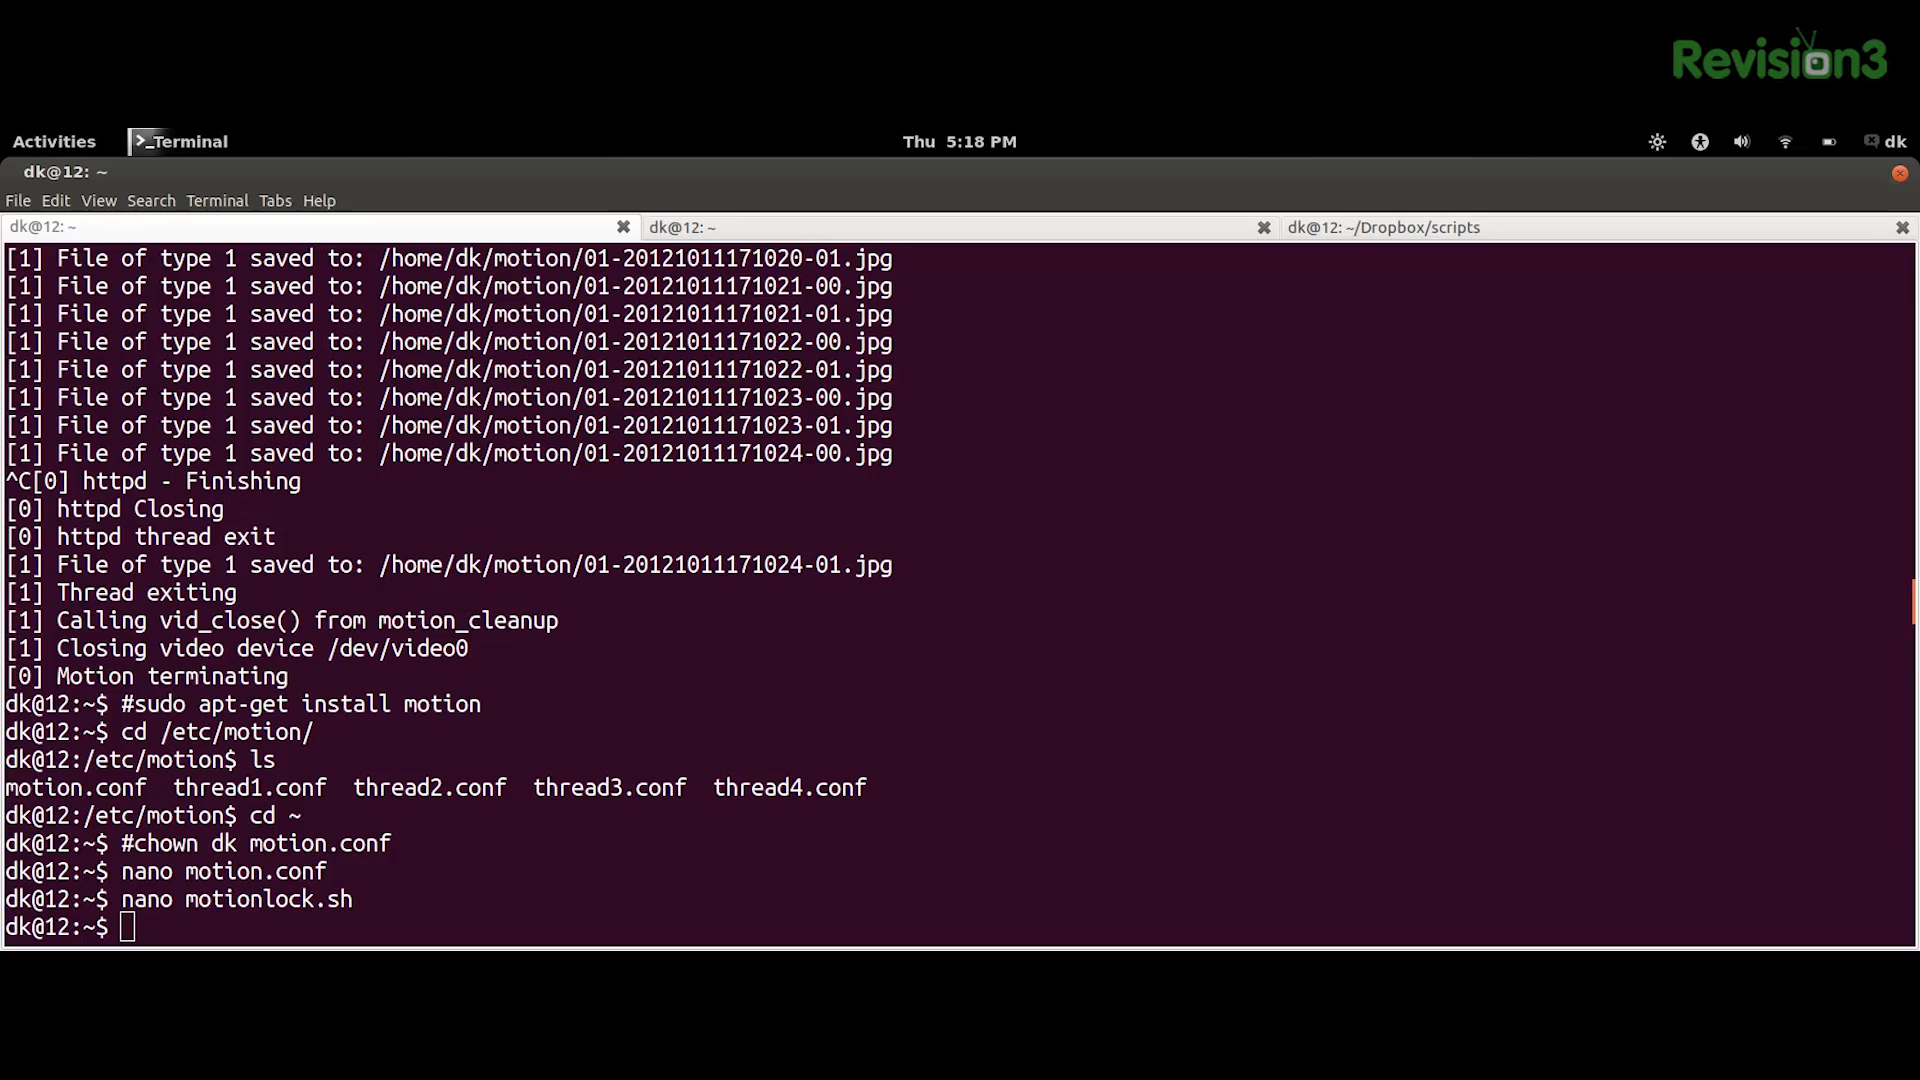 Revision3
Activities >_Terminal Thu 5:18 PM dk
dk@12: ~
File Edit View Search Terminal Tabs Help
dk@12: ~ dk@12: ~ dk@12: ~/Dropbox/scripts
[1] File of type 1 saved to: /home/dk/motion/01-20121011171020-01.jpg
[1] File of type 1 saved to: /home/dk/motion/01-20121011171021-00.jpg
[1] File of type 1 saved to: /home/dk/motion/01-20121011171021-01.jpg
[1] File of type 1 saved to: /home/dk/motion/01-20121011171022-00.jpg
[1] File of type 1 saved to: /home/dk/motion/01-20121011171022-01.jpg
[1] File of type 1 saved to: /home/dk/motion/01-20121011171023-00.jpg
[1] File of type 1 saved to: /home/dk/motion/01-20121011171023-01.jpg
[1] File of type 1 saved to: /home/dk/motion/01-20121011171024-00.jpg
^C[0] httpd - Finishing
[0] httpd Closing
[0] httpd thread exit
[1] File of type 1 saved to: /home/dk/motion/01-20121011171024-01.jpg
[1] Thread exiting
[1] Calling vid_close() from motion_cleanup
[1] Closing video device /dev/video0
[0] Motion terminating
dk@12:~$ #sudo apt-get install motion
dk@12:~$ cd /etc/motion/
dk@12:/etc/motion$ ls
motion.conf thread1.conf thread2.conf thread3.conf thread4.conf
dk@12:/etc/motion$ cd ~
dk@12:~$ #chown dk motion.conf
dk@12:~$ nano motion.conf
dk@12:~$ nano motionlock.sh
dk@12:~$